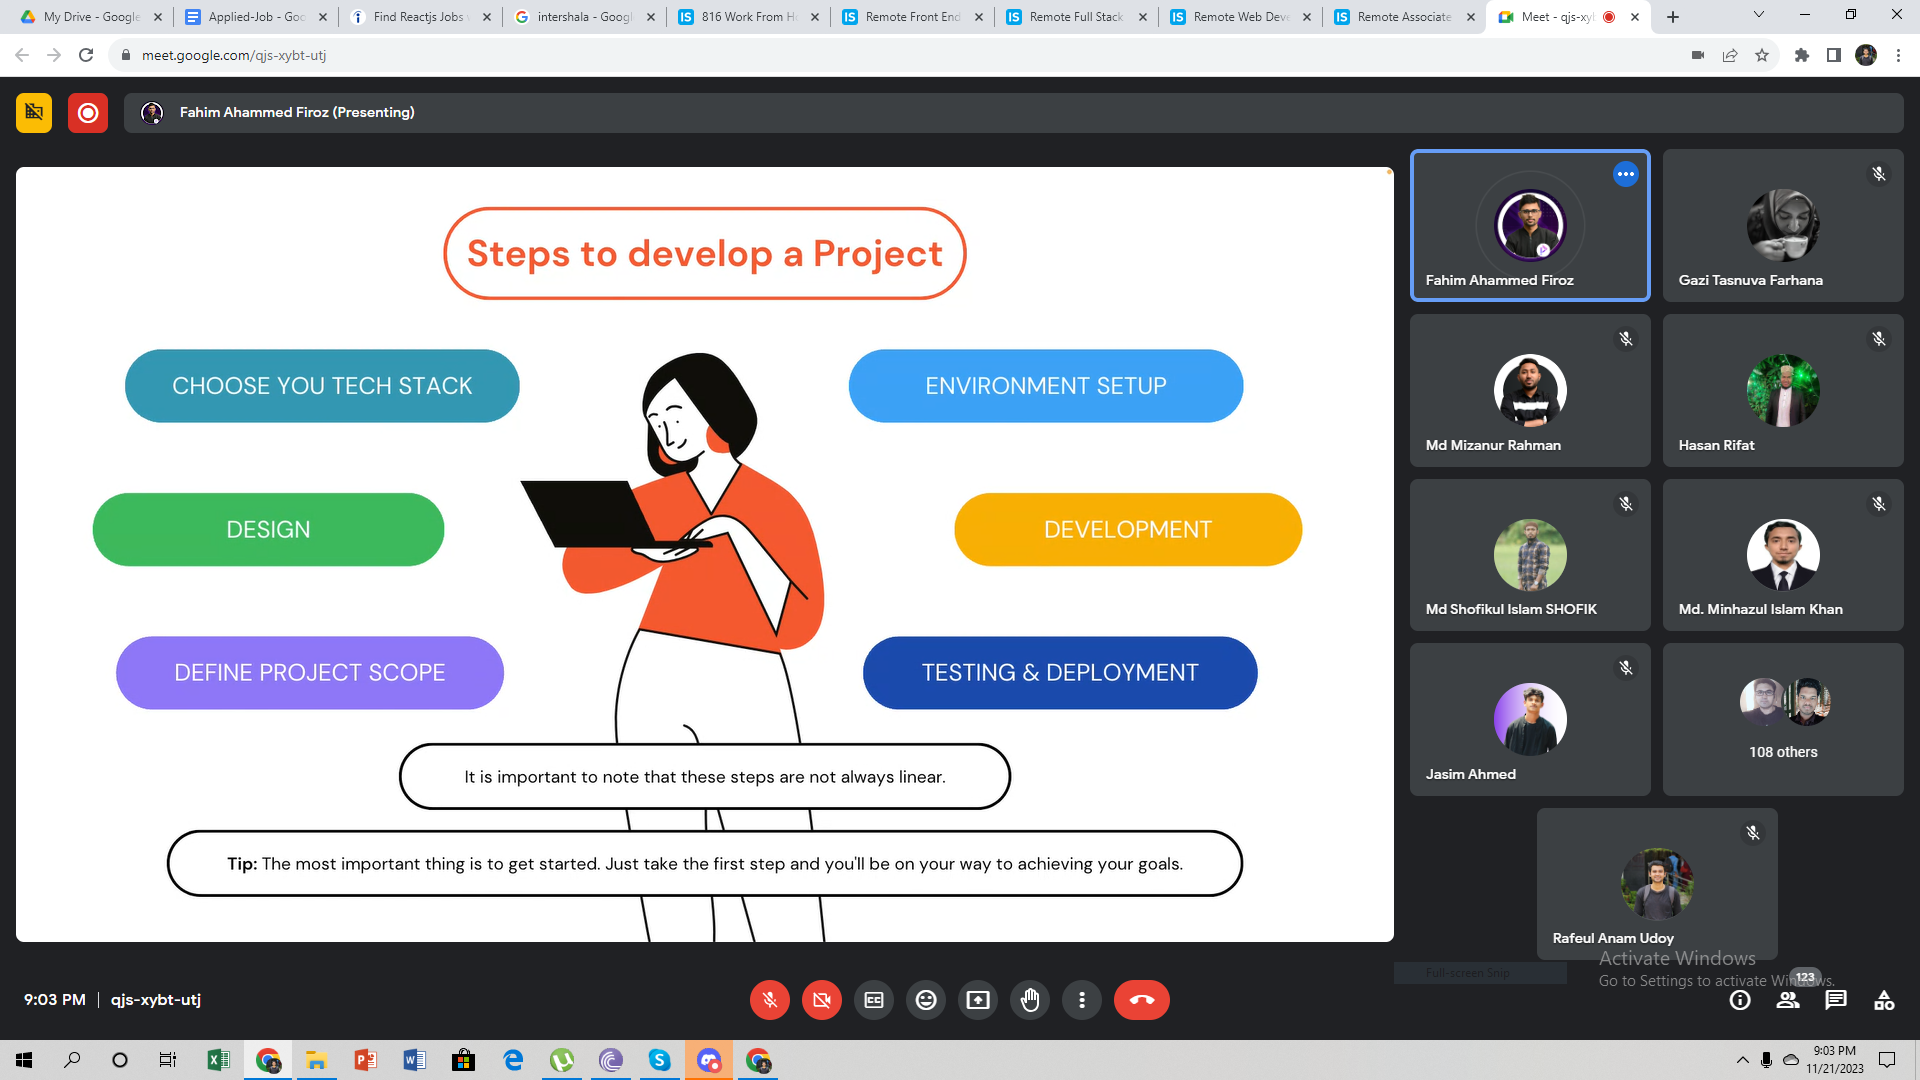 My Drive - Google
Applied-Job - Goo
Find Reactjs Jobs
intershala - Googl
816 Work From H
Remote Front End
Remote Full Stack
Remote Web Deve
Remote Associate
Meet - qjs-xy
meet.google.com/qjs-xybt-utj
Fahim Ahammed Firoz (Presenting)
Steps to develop a Project
CHOOSE YOU TECH STACK
ENVIRONMENT SETUP
DESIGN
DEVELOPMENT
DEFINE PROJECT SCOPE
TESTING & DEPLOYMENT
It is important to note that these steps are not always linear.
Tip: The most important thing is to get started. Just take the first step and you'll be on your way to achieving your goals.
Fahim Ahammed Firoz
Gazi Tasnuva Farhana
Md Mizanur Rahman
Hasan Rifat
Md Shofikul Islam SHOFIK
Md. Minhazul Islam Khan
Jasim Ahmed
108 others
Rafeul Anam Udoy
Activate Windows
Full-screen Snip
Go to Settings to activate Windows.
123
9:03 PM | qjs-xybt-utj
9:03 PM
11/21/2023